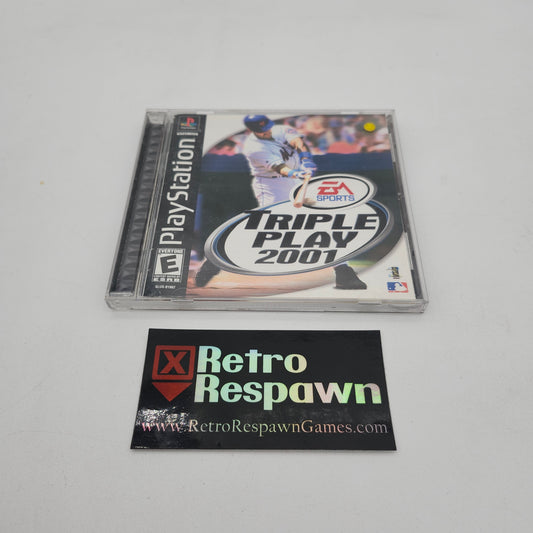 PlayStation
EA
SPORTS
TRIPLE
PLAY
2001
EVERYONE
E
ESRB
Retro
Respawn
www.RetroRespawnGames.com